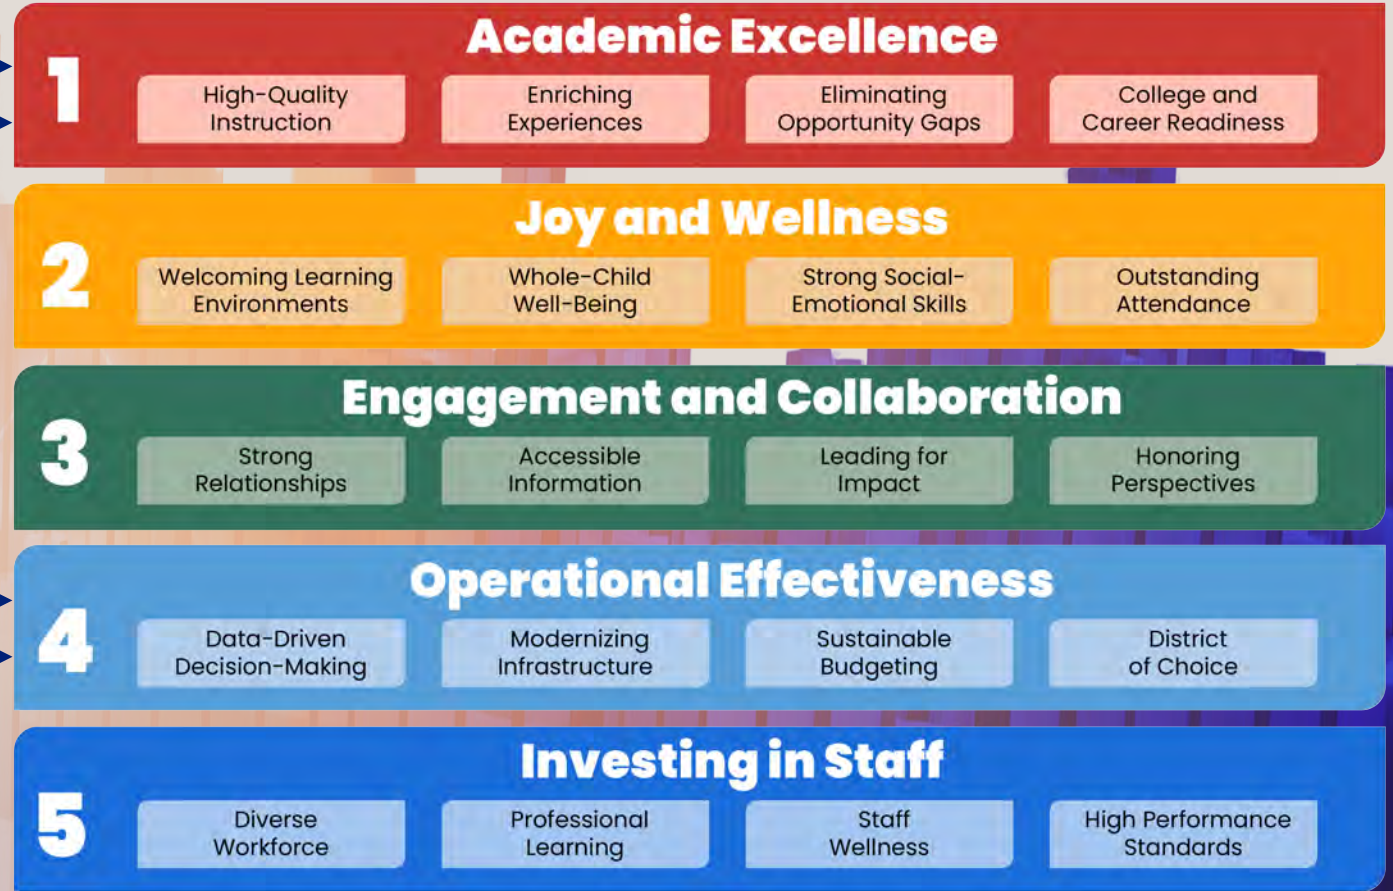 Academic Excellence
1
High-Quality
Instruction
Enriching
Experiences
Eliminating
Opportunity Gaps
College and
Career Readiness
Joy and Wellness
2
Welcoming Learning
Environments
Whole-Child
Well-Being
Strong Social-
Emotional Skills
Outstanding
Attendance
Engagement and Collaboration
3
Strong
Relationships
Accessible
Information
Leading for
Impact
Honoring
Perspectives
Operational Effectiveness
4
Data-Driven
Decision-Making
Modernizing
Infrastructure
Sustainable
Budgeting
District
of Choice
Investing in Staff
5
Diverse
Workforce
Professional
Learning
Staff
Wellness
High Performance
Standards